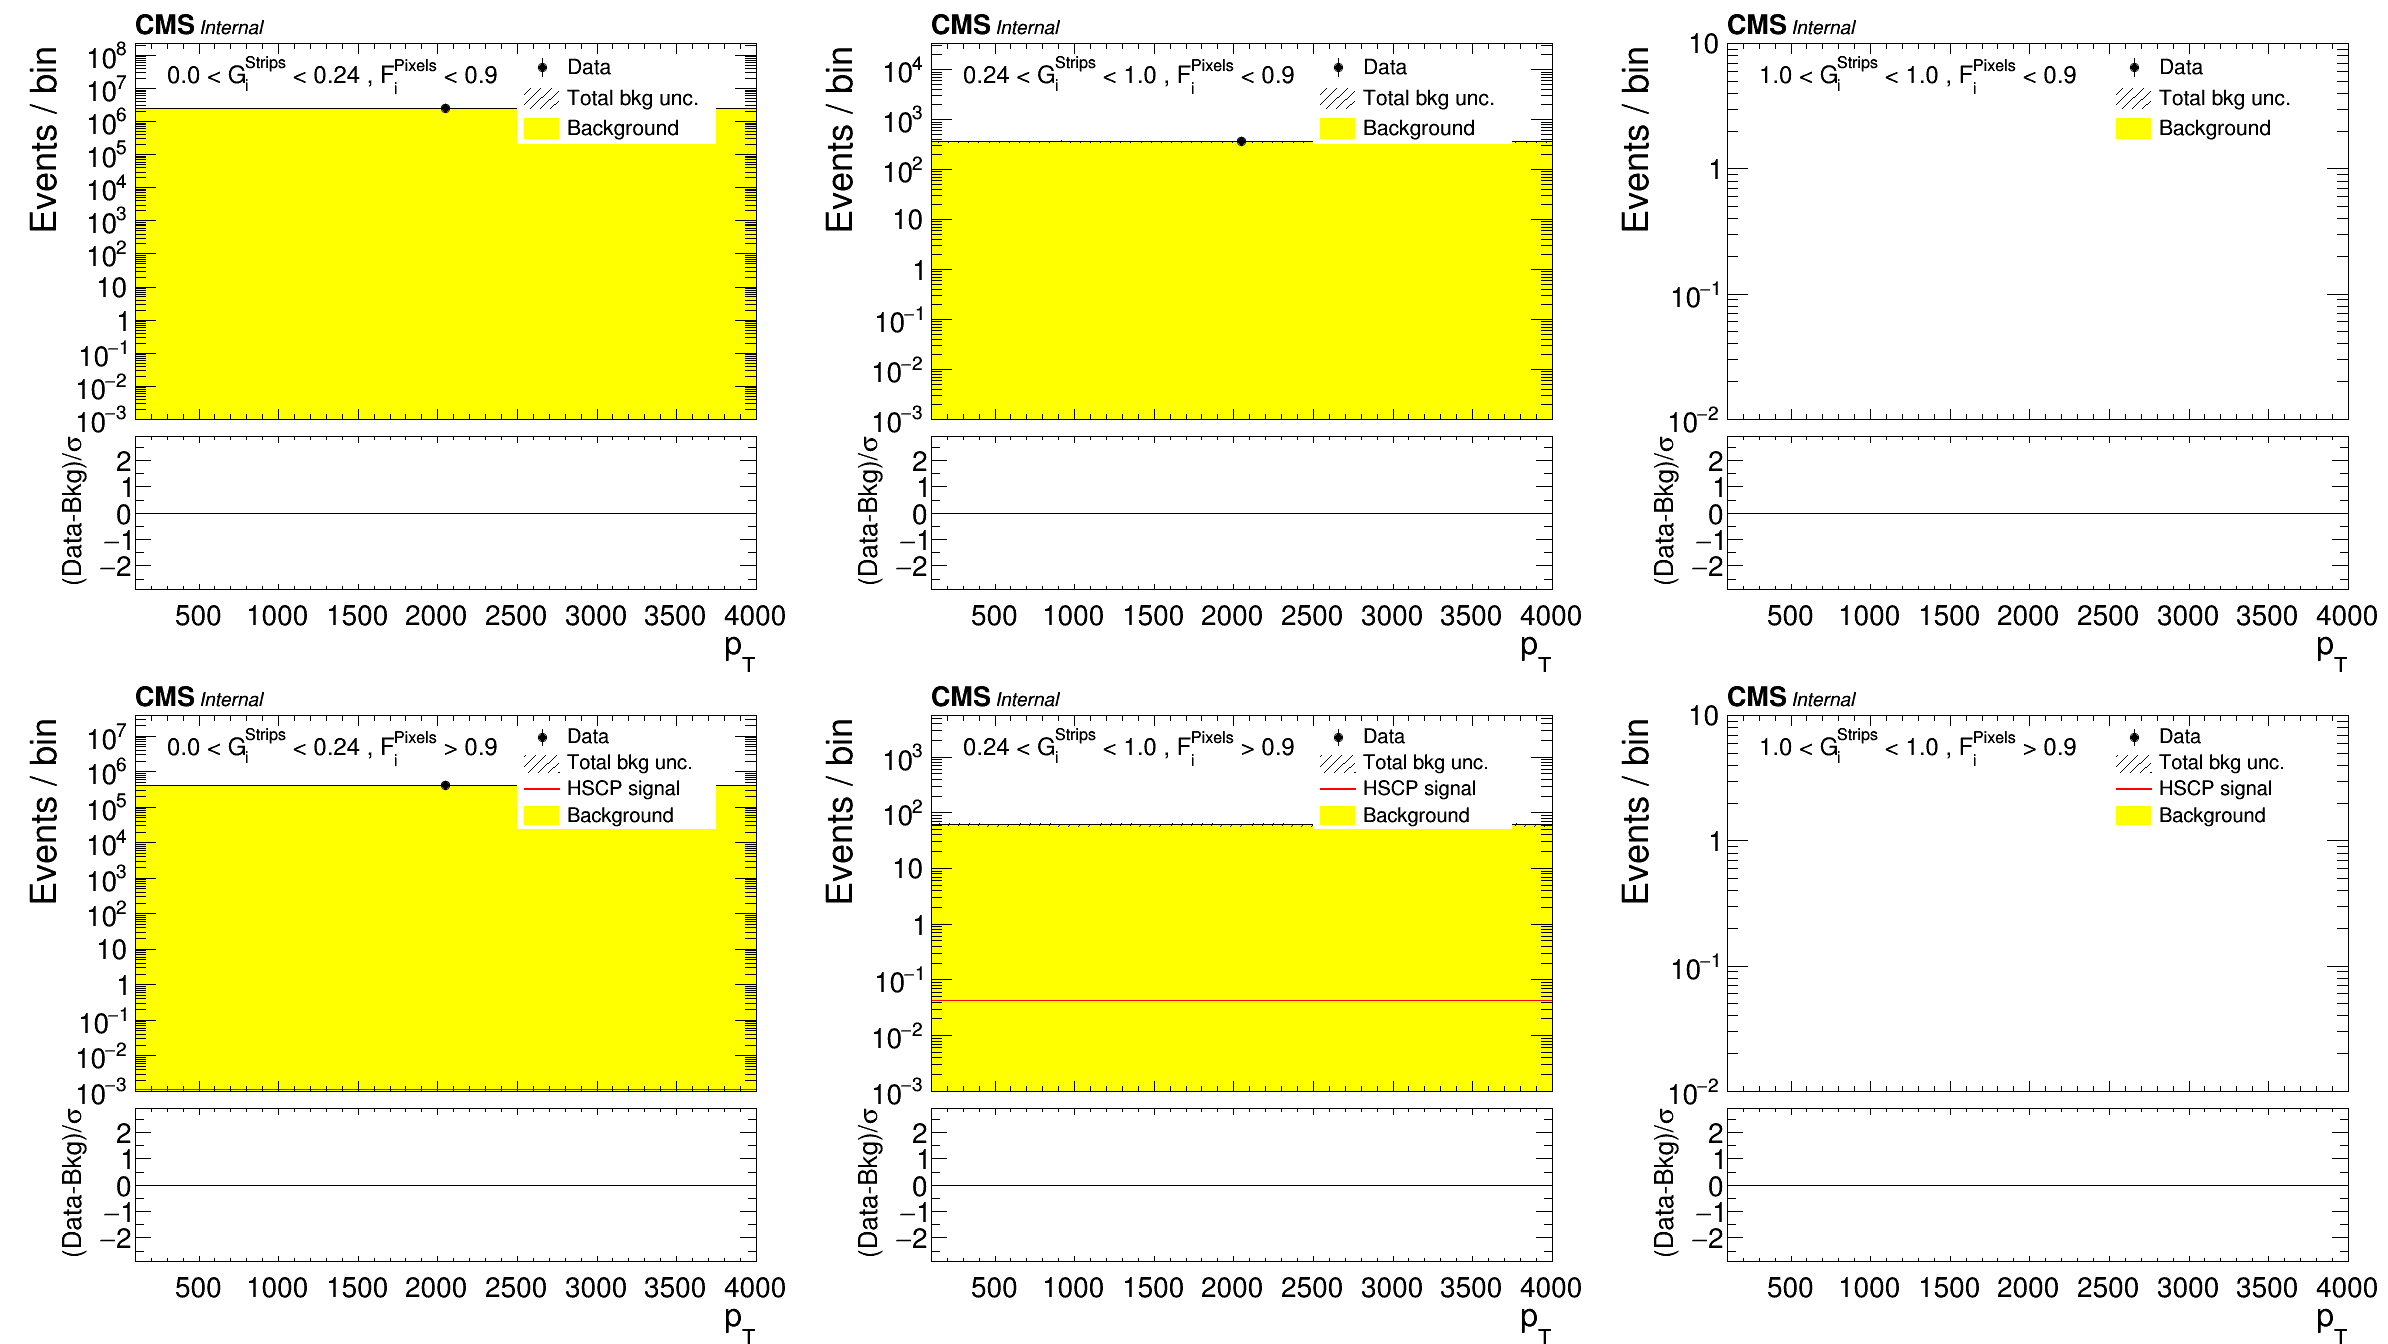 CMS Internal
Events / bin
10^8
10^7
10^6
10^5
10^4
10^3
10^2
10
1
10^−1
10^−2
10^−3
0.0 < G_i^Strips < 0.24 , F_i^Pixels < 0.9
Data
Total bkg unc.
Background
(Data-Bkg)/σ
2
1
0
−1
−2
500 1000 1500 2000 2500 3000 3500 4000
p_T
CMS Internal
Events / bin
10^4
10^3
10^2
10
1
10^−1
10^−2
10^−3
0.24 < G_i^Strips < 1.0 , F_i^Pixels < 0.9
Data
Total bkg unc.
Background
(Data-Bkg)/σ
2
1
0
−1
−2
500 1000 1500 2000 2500 3000 3500 4000
p_T
CMS Internal
Events / bin
10
1
10^−1
10^−2
1.0 < G_i^Strips < 1.0 , F_i^Pixels < 0.9
Data
Total bkg unc.
Background
(Data-Bkg)/σ
2
1
0
−1
−2
500 1000 1500 2000 2500 3000 3500 4000
p_T
CMS Internal
Events / bin
10^7
10^6
10^5
10^4
10^3
10^2
10
1
10^−1
10^−2
10^−3
0.0 < G_i^Strips < 0.24 , F_i^Pixels > 0.9
Data
Total bkg unc.
HSCP signal
Background
(Data-Bkg)/σ
2
1
0
−1
−2
500 1000 1500 2000 2500 3000 3500 4000
p_T
CMS Internal
Events / bin
10^3
10^2
10
1
10^−1
10^−2
10^−3
0.24 < G_i^Strips < 1.0 , F_i^Pixels > 0.9
Data
Total bkg unc.
HSCP signal
Background
(Data-Bkg)/σ
2
1
0
−1
−2
500 1000 1500 2000 2500 3000 3500 4000
p_T
CMS Internal
Events / bin
10
1
10^−1
10^−2
1.0 < G_i^Strips < 1.0 , F_i^Pixels > 0.9
Data
Total bkg unc.
HSCP signal
Background
(Data-Bkg)/σ
2
1
0
−1
−2
500 1000 1500 2000 2500 3000 3500 4000
p_T